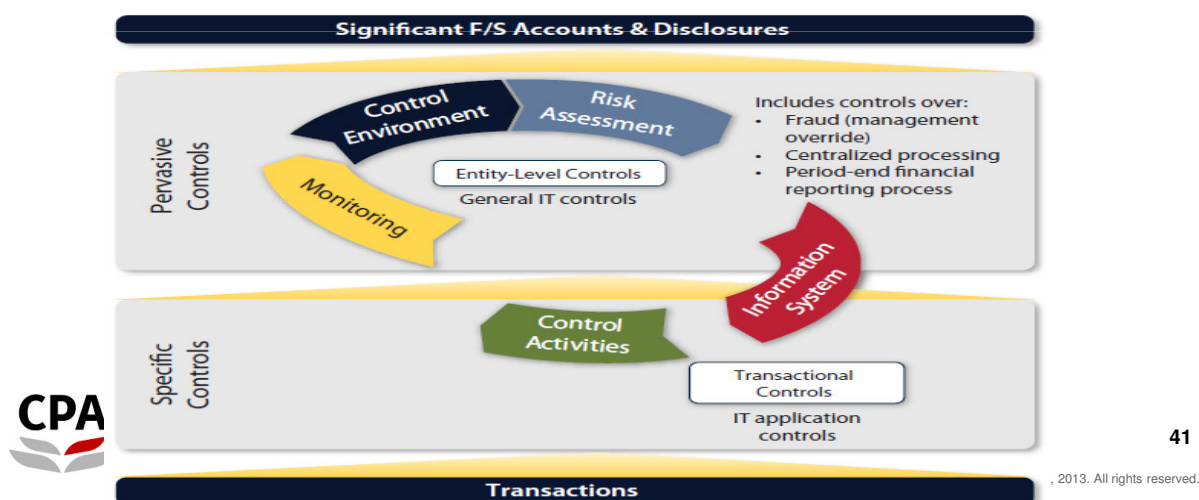 Significant F/S Accounts & Disclosures
Pervasive
Controls
Control
Environment
Risk
Assessment
Monitoring
Entity-Level Controls
General IT controls
Includes controls over:
• Fraud (management
override)
• Centralized processing
• Period-end financial
reporting process
Information
System
Specific
Controls
Control
Activities
Transactional
Controls
IT application
controls
CPA
41
, 2013. All rights reserved.
Transactions